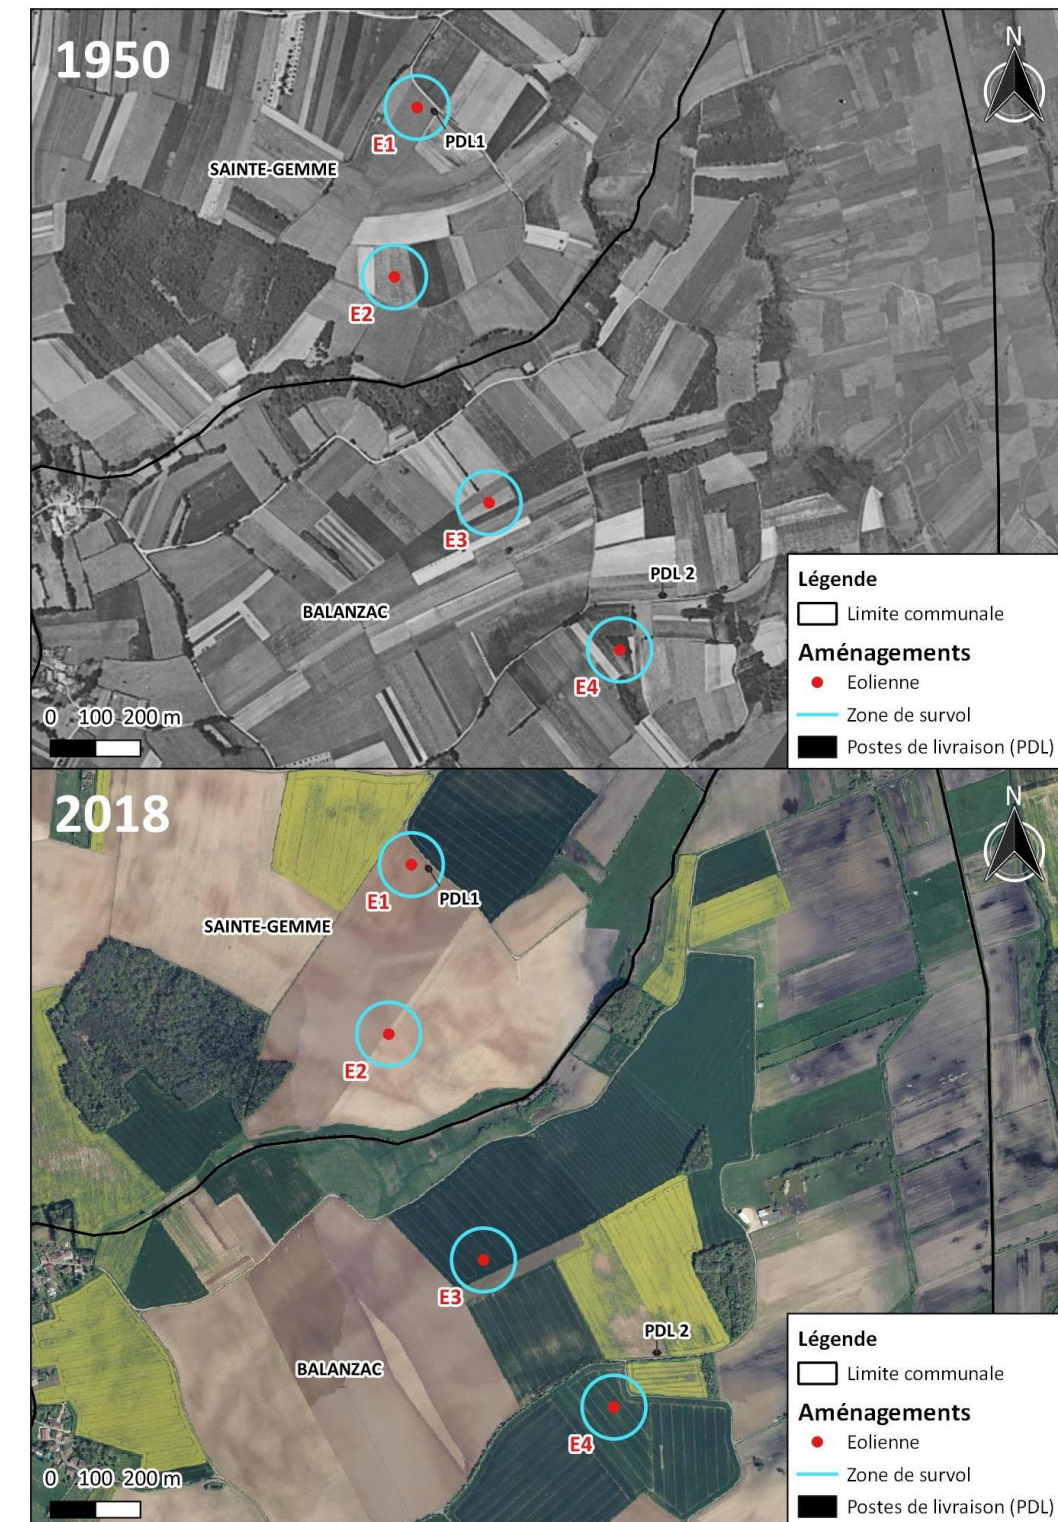 1950
N
E1
PDL1
SAINTE-GEMME
E2
E3
PDL 2
BALANZAC
E4
0 100 200 m
Légende
Limite communale
Aménagements
Eolienne
Zone de survol
Postes de livraison (PDL)
2018
N
E1
PDL1
SAINTE-GEMME
E2
E3
PDL 2
BALANZAC
E4
0 100 200 m
Légende
Limite communale
Aménagements
Eolienne
Zone de survol
Postes de livraison (PDL)